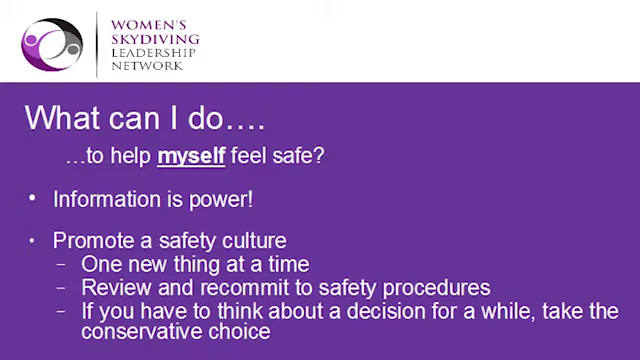 WOMEN'S
SKYDIVING
LEADERSHIP
NETWORK
What can I do….
…to help myself feel safe?
• Information is power!
• Promote a safety culture
– One new thing at a time
– Review and recommit to safety procedures
– If you have to think about a decision for a while, take the
conservative choice